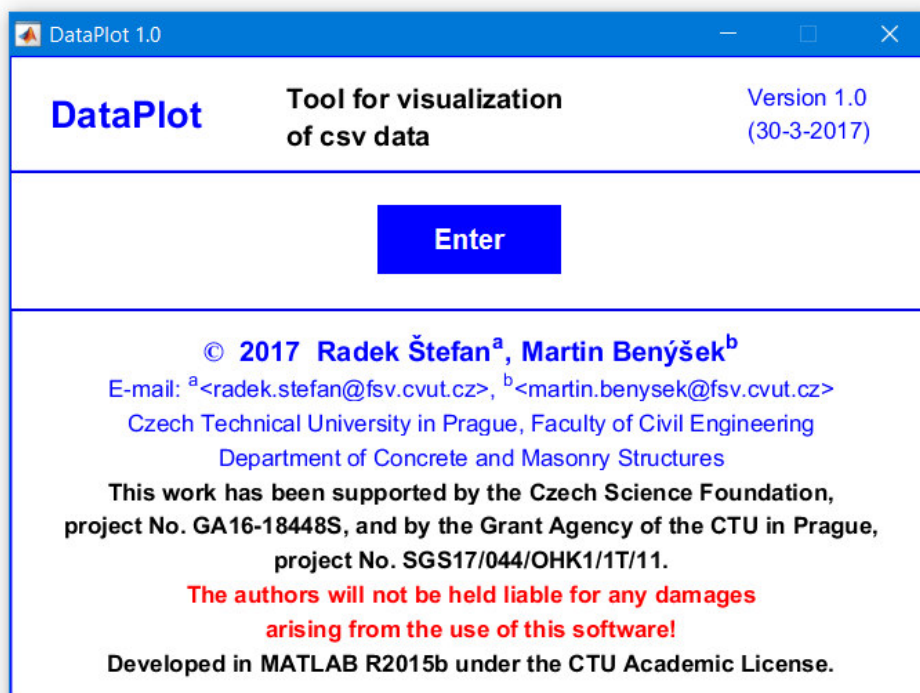 DataPlot 1.0
DataPlot
Tool for visualization
of csv data
Version 1.0
(30-3-2017)
Enter
© 2017 Radek Štefanᵃ, Martin Benýšekᵇ
E-mail: ᵃ<radek.stefan@fsv.cvut.cz>, ᵇ<martin.benysek@fsv.cvut.cz>
Czech Technical University in Prague, Faculty of Civil Engineering
Department of Concrete and Masonry Structures
This work has been supported by the Czech Science Foundation,
project No. GA16-18448S, and by the Grant Agency of the CTU in Prague,
project No. SGS17/044/OHK1/1T/11.
The authors will not be held liable for any damages
arising from the use of this software!
Developed in MATLAB R2015b under the CTU Academic License.